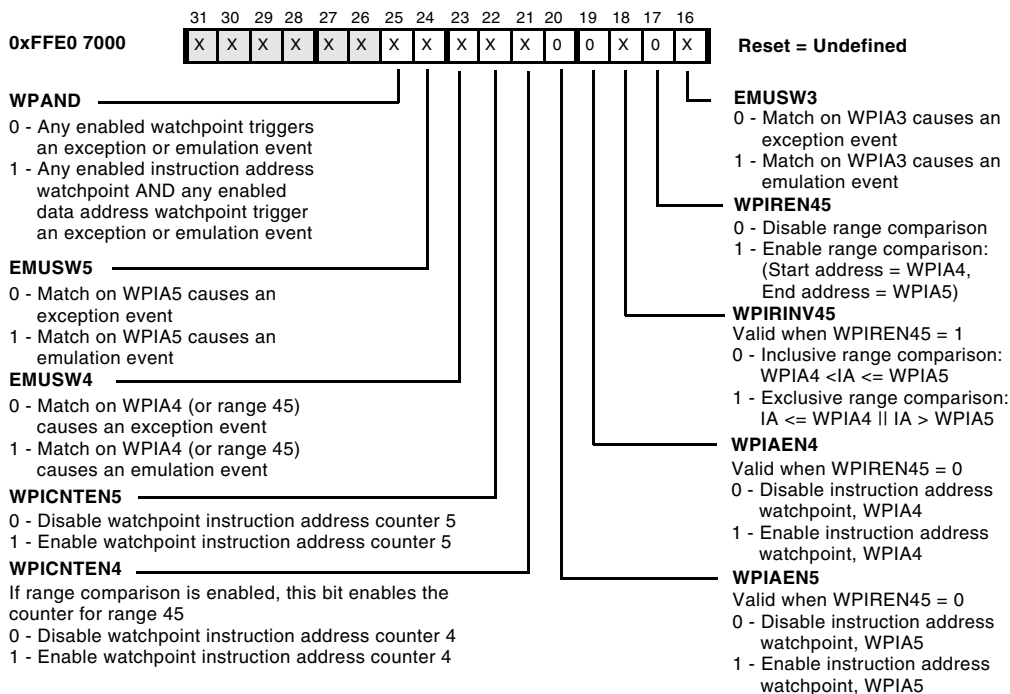 31 30 29 28 27 26 25 24 23 22 21 20 19 18 17 16
0xFFE0 7000 X X X X X X X X X X X 0 0 X 0 X Reset = Undefined
WPAND
0 - Any enabled watchpoint triggers
an exception or emulation event
1 - Any enabled instruction address
watchpoint AND any enabled
data address watchpoint trigger
an exception or emulation event
EMUSW5
0 - Match on WPIA5 causes an
exception event
1 - Match on WPIA5 causes an
emulation event
EMUSW4
0 - Match on WPIA4 (or range 45)
causes an exception event
1 - Match on WPIA4 (or range 45)
causes an emulation event
WPICNTEN5
0 - Disable watchpoint instruction address counter 5
1 - Enable watchpoint instruction address counter 5
WPICNTEN4
If range comparison is enabled, this bit enables the
counter for range 45
0 - Disable watchpoint instruction address counter 4
1 - Enable watchpoint instruction address counter 4
EMUSW3
0 - Match on WPIA3 causes an
exception event
1 - Match on WPIA3 causes an
emulation event
WPIREN45
0 - Disable range comparison
1 - Enable range comparison:
(Start address = WPIA4,
End address = WPIA5)
WPIRINV45
Valid when WPIREN45 = 1
0 - Inclusive range comparison:
WPIA4 <IA <= WPIA5
1 - Exclusive range comparison:
IA <= WPIA4 || IA > WPIA5
WPIAEN4
Valid when WPIREN45 = 0
0 - Disable instruction address
watchpoint, WPIA4
1 - Enable instruction address
watchpoint, WPIA4
WPIAEN5
Valid when WPIREN45 = 0
0 - Disable instruction address
watchpoint, WPIA5
1 - Enable instruction address
watchpoint, WPIA5